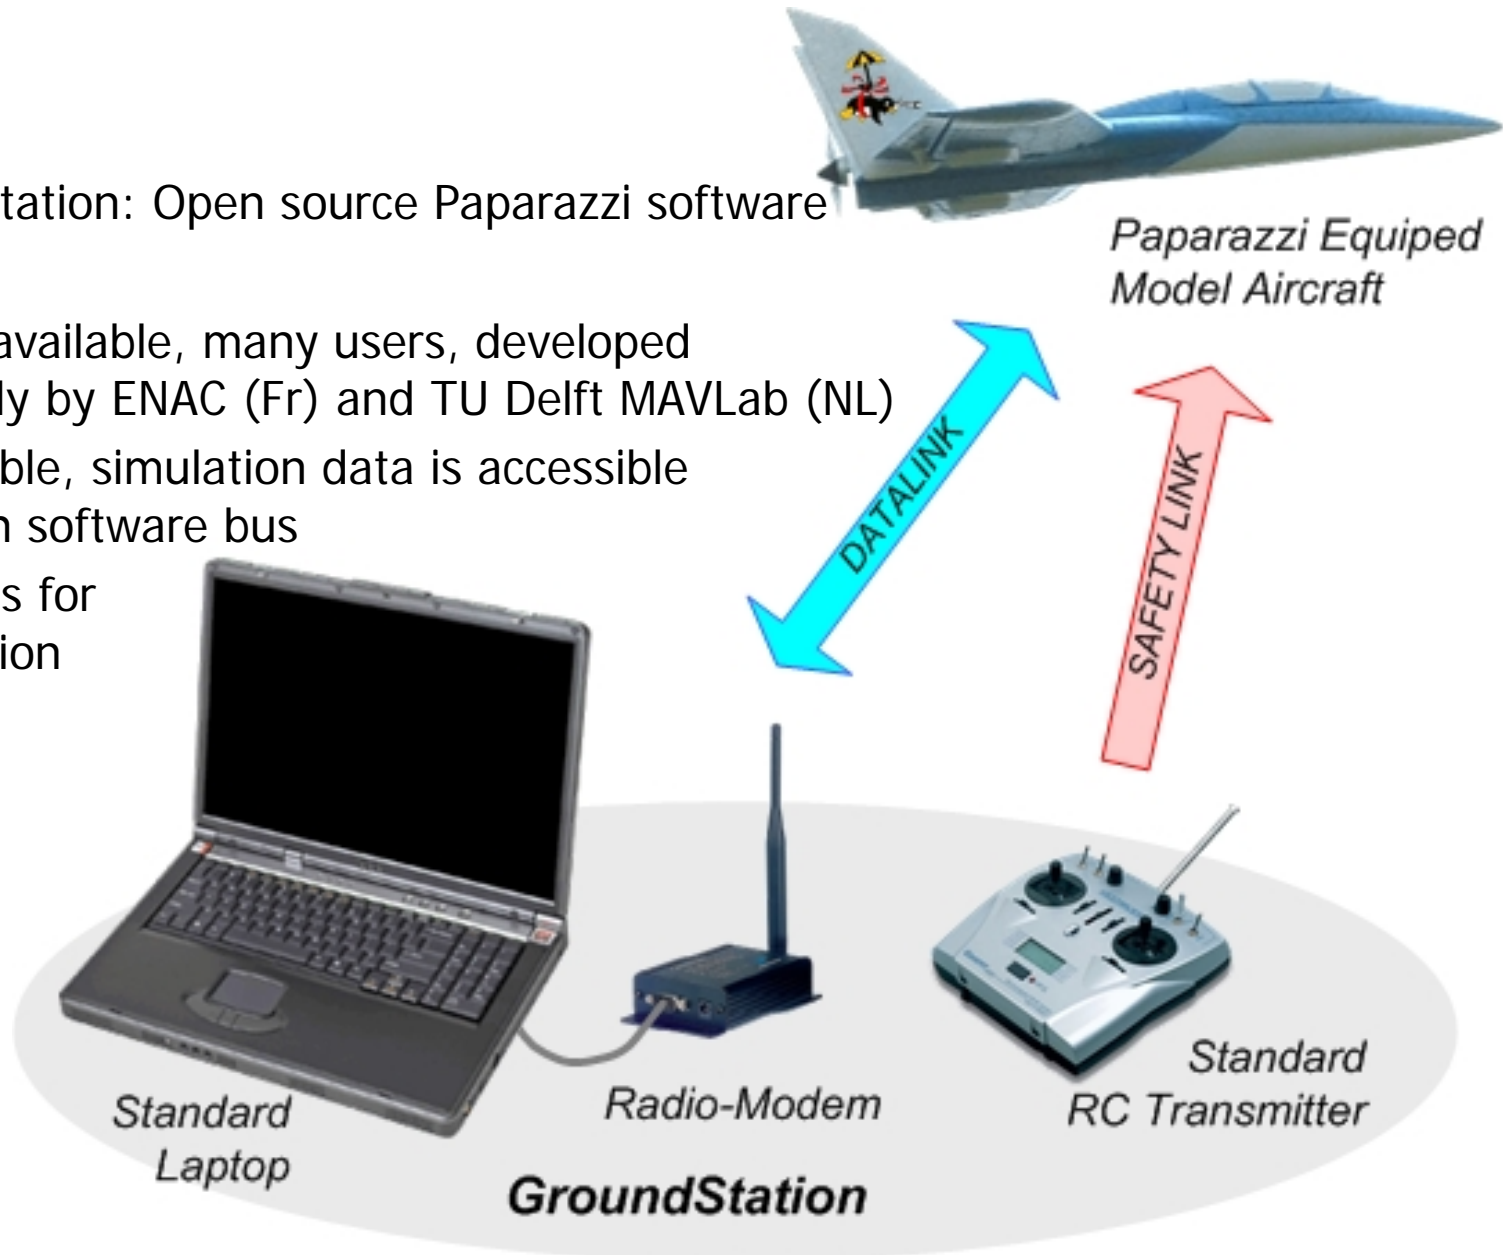 tation: Open source Paparazzi software
Paparazzi Equiped
Model Aircraft
available, many users, developed
ly by ENAC (Fr) and TU Delft MAVLab (NL)
ble, simulation data is accessible
n software bus
s for
ion
DATALINK
SAFETY LINK
Standard
Laptop
Radio-Modem
Standard
RC Transmitter
GroundStation